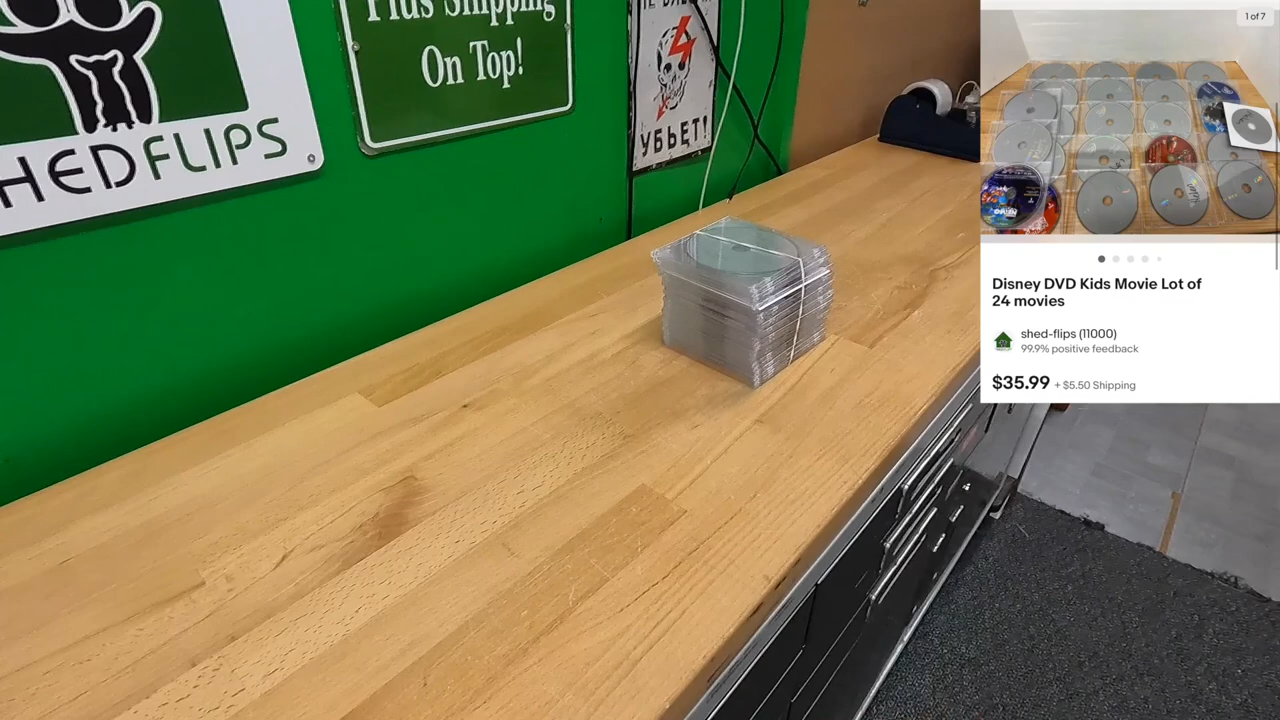 HEDFLIPS
Plus Shipping
On Top!
УБЬЕТ!
1 of 7
Disney DVD Kids Movie Lot of
24 movies
shed-flips (11000)
99.9% positive feedback
$35.99 + $5.50 Shipping